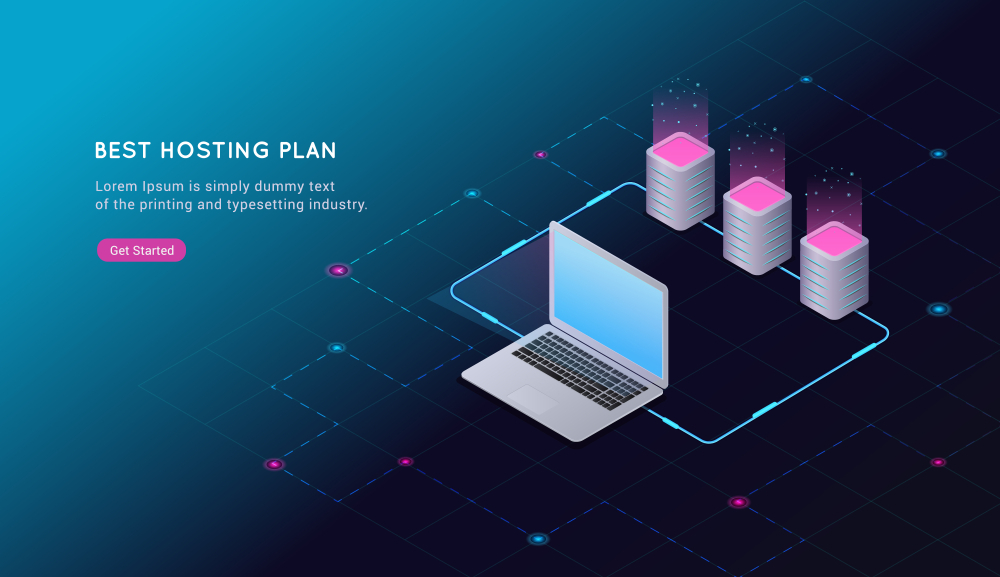 BEST HOSTING PLAN
Lorem Ipsum is simply dummy text
of the printing and typesetting industry.
Get Started